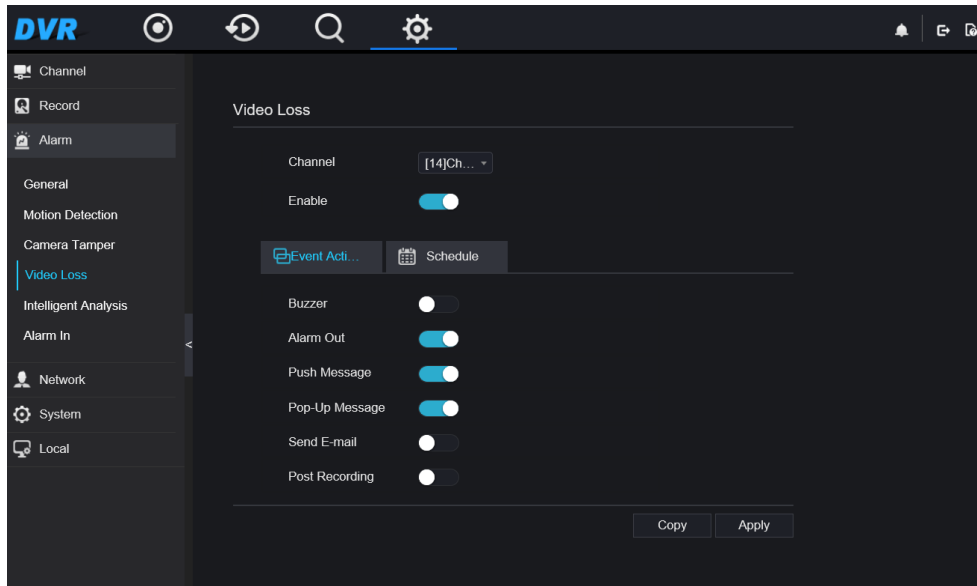 DVR
Channel
Record
Alarm
General
Motion Detection
Camera Tamper
Video Loss
Intelligent Analysis
Alarm In
Network
System
Local
<
Video Loss
Channel [14]Ch...
Enable
Event Acti... Schedule
Buzzer
Alarm Out
Push Message
Pop-Up Message
Send E-mail
Post Recording
Copy Apply